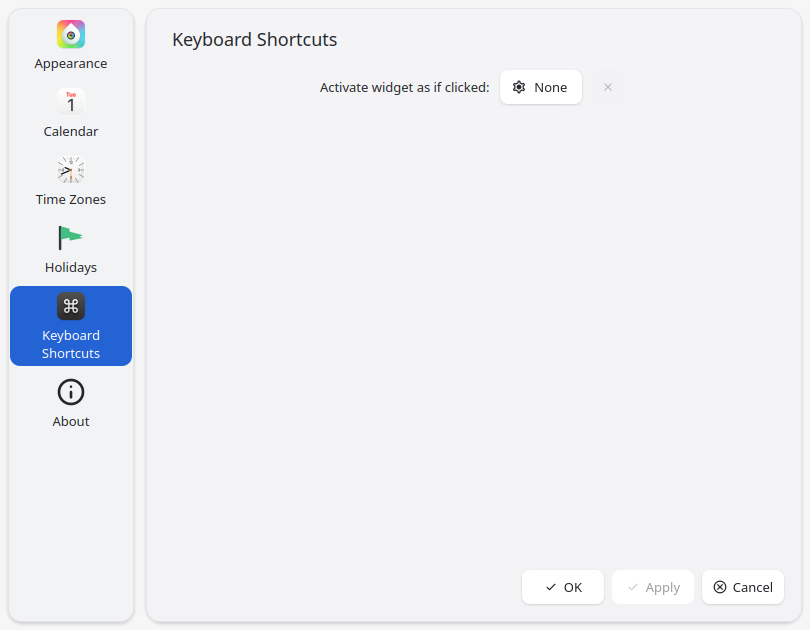 Appearance
Tue
1
Calendar
Time Zones
Holidays
Keyboard
Shortcuts
About
Keyboard Shortcuts
Activate widget as if clicked: None
OK Apply Cancel